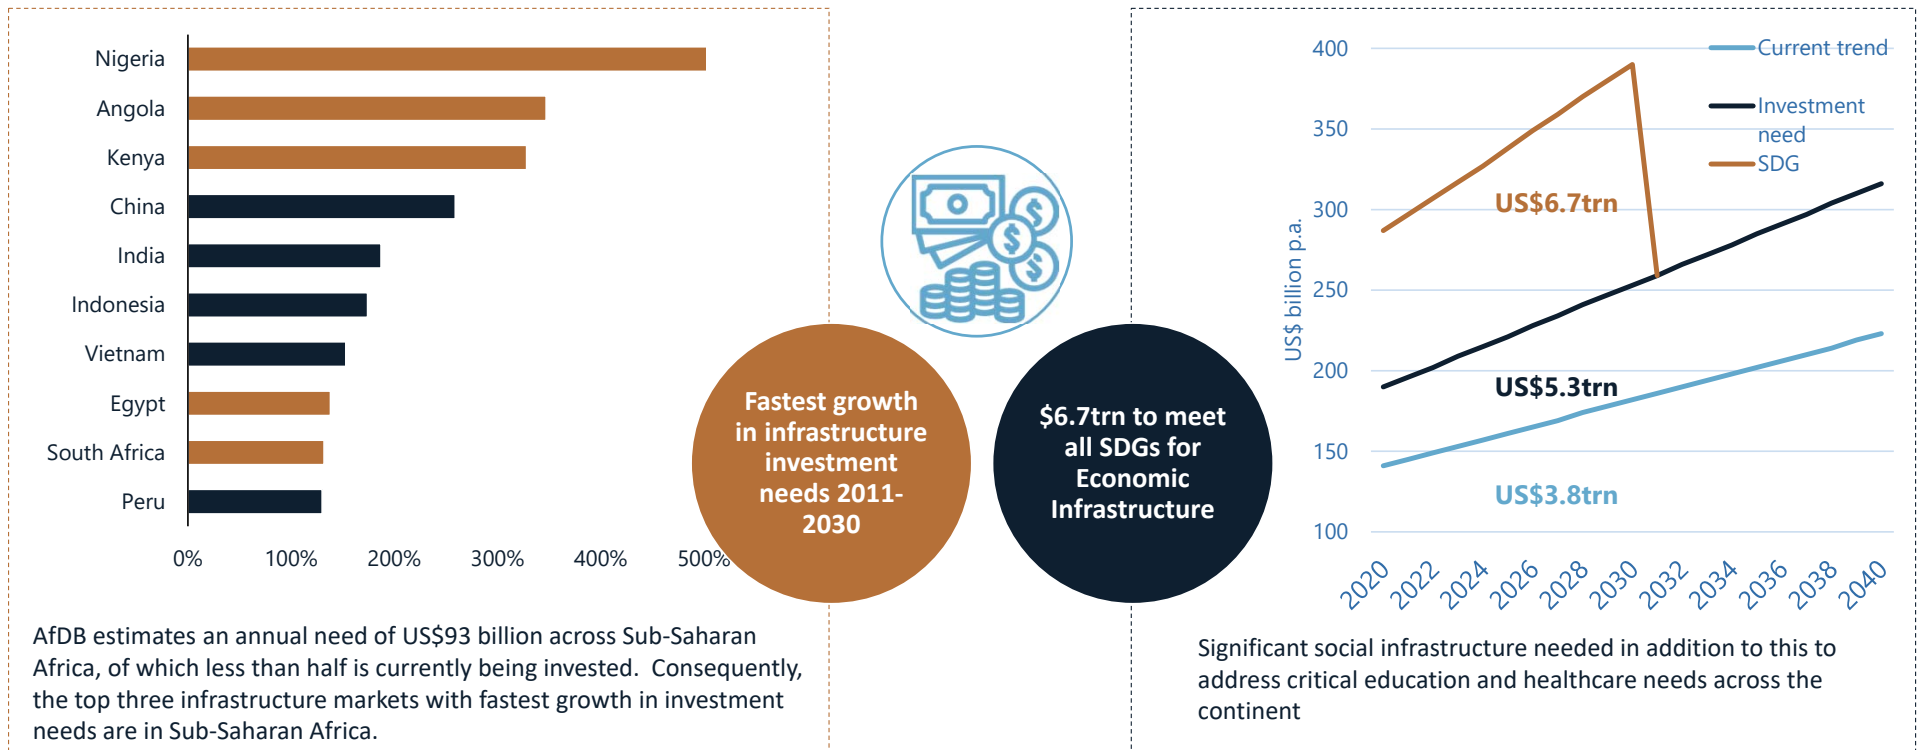 Nigeria
Angola
Kenya
China
India
Indonesia
Vietnam
Egypt
South Africa
Peru
0% 100% 200% 300% 400% 500%
AfDB estimates an annual need of US$93 billion across Sub-Saharan
Africa, of which less than half is currently being invested. Consequently,
the top three infrastructure markets with fastest growth in investment
needs are in Sub-Saharan Africa.
Fastest growth
in infrastructure
investment
needs 2011-
2030
$6.7trn to meet
all SDGs for
Economic
Infrastructure
US$ billion p.a.
400
350
300
250
200
150
100
Current trend
Investment
need
SDG
US$6.7trn
US$5.3trn
US$3.8trn
2020 2022 2024 2026 2028 2030 2032 2034 2036 2038 2040
Significant social infrastructure needed in addition to this to
address critical education and healthcare needs across the
continent